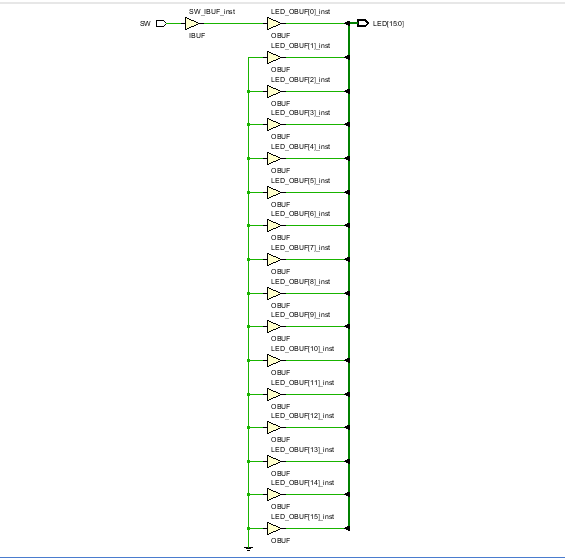 SW_IBUF_inst LED_OBUF[0]_inst
SW LED[15:0]
IBUF OBUF
LED_OBUF[1]_inst
OBUF
LED_OBUF[2]_inst
OBUF
LED_OBUF[3]_inst
OBUF
LED_OBUF[4]_inst
OBUF
LED_OBUF[5]_inst
OBUF
LED_OBUF[6]_inst
OBUF
LED_OBUF[7]_inst
OBUF
LED_OBUF[8]_inst
OBUF
LED_OBUF[9]_inst
OBUF
LED_OBUF[10]_inst
OBUF
LED_OBUF[11]_inst
OBUF
LED_OBUF[12]_inst
OBUF
LED_OBUF[13]_inst
OBUF
LED_OBUF[14]_inst
OBUF
LED_OBUF[15]_inst
OBUF